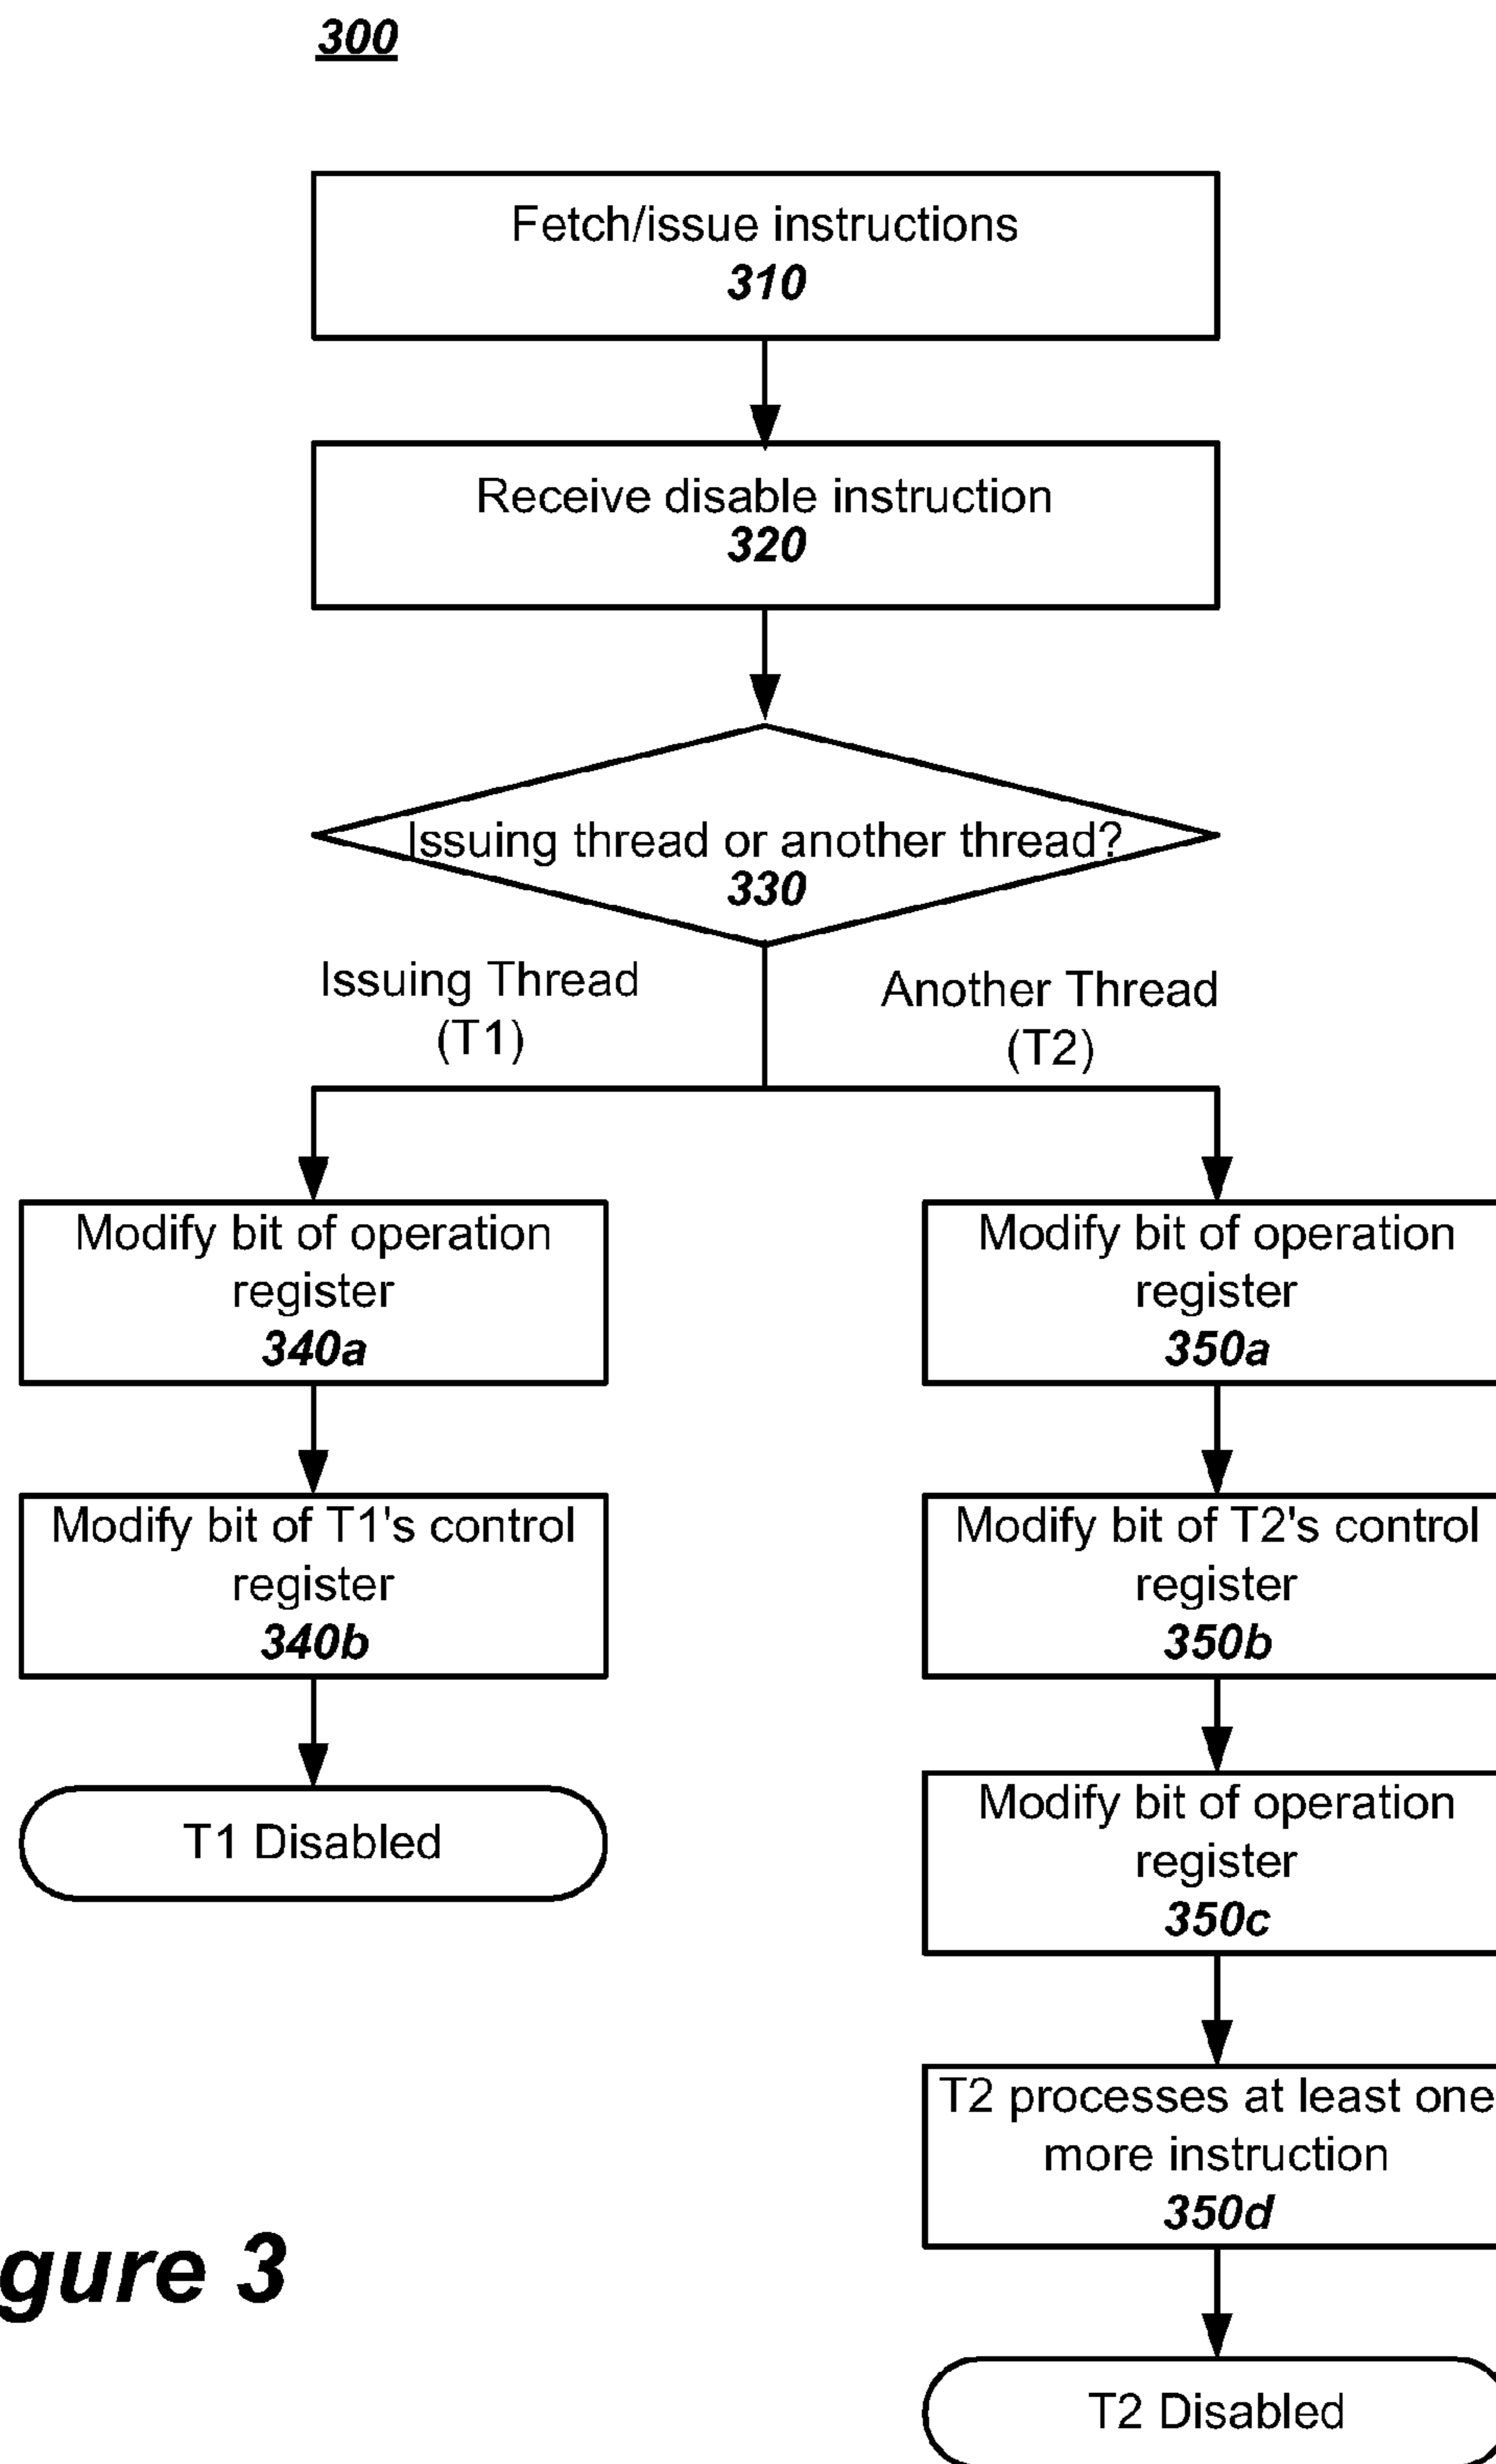 300
Fetch/issue instructions
310
Receive disable instruction
320
Issuing thread or another thread?
330
Issuing Thread
(T1)
Another Thread
(T2)
Modify bit of operation
register
340a
Modify bit of T1's control
register
340b
T1 Disabled
Modify bit of operation
register
350a
Modify bit of T2's control
register
350b
Modify bit of operation
register
350c
T2 processes at least one
more instruction
350d
T2 Disabled
gure 3